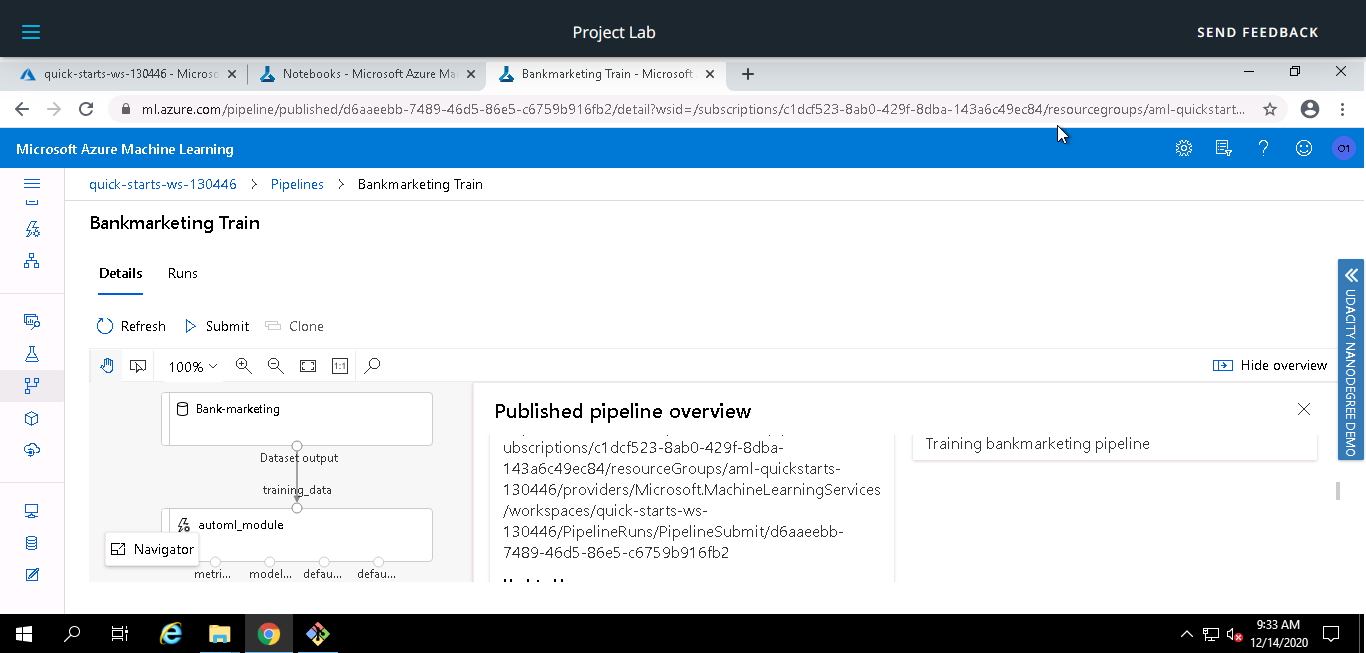 Project Lab
SEND FEEDBACK
quick-starts-ws-130446 - Microso
Notebooks - Microsoft Azure Ma
Bankmarketing Train - Microsoft
ml.azure.com/pipeline/published/d6aaeebb-7489-46d5-86e5-c6759b916fb2/detail?wsid=/subscriptions/c1dcf523-8ab0-429f-8dba-143a6c49ec84/resourcegroups/aml-quickstart...
Microsoft Azure Machine Learning
O1
quick-starts-ws-130446 > Pipelines > Bankmarketing Train
Bankmarketing Train
Details
Runs
Refresh
Submit
Clone
100%
1:1
Hide overview
Bank-marketing
Dataset output
training_data
automl_module
Navigator
metri...
model...
defau...
defau...
Published pipeline overview
ubscriptions/c1dcf523-8ab0-429f-8dba-
143a6c49ec84/resourceGroups/aml-quickstarts-
130446/providers/Microsoft.MachineLearningServices
/workspaces/quick-starts-ws-
130446/PipelineRuns/PipelineSubmit/d6aaeebb-
7489-46d5-86e5-c6759b916fb2
Training bankmarketing pipeline
UDACITY NANODEGREE DEMO
9:33 AM
12/14/2020